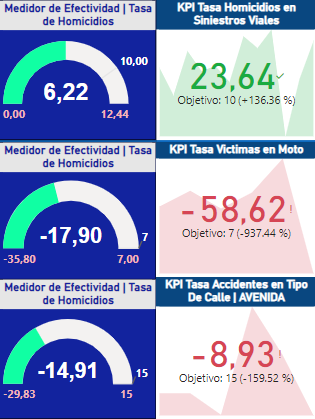 Medidor de Efectividad | Tasa
de Homicidios
10,00
6,22
0,00
12,44
KPI Tasa Homicidios en
Siniestros Viales
23,64✓
Objetivo: 10 (+136.36 %)
Medidor de Efectividad | Tasa
de Homicidios
7
-17,90
-35,80
7,00
KPI Tasa Victimas en Moto
-58,62!
Objetivo: 7 (-937.44 %)
Medidor de Efectividad | Tasa
de Homicidios
15
-14,91
-29,83
15
KPI Tasa Accidentes en Tipo
De Calle | AVENIDA
-8,93!
Objetivo: 15 (-159.52 %)